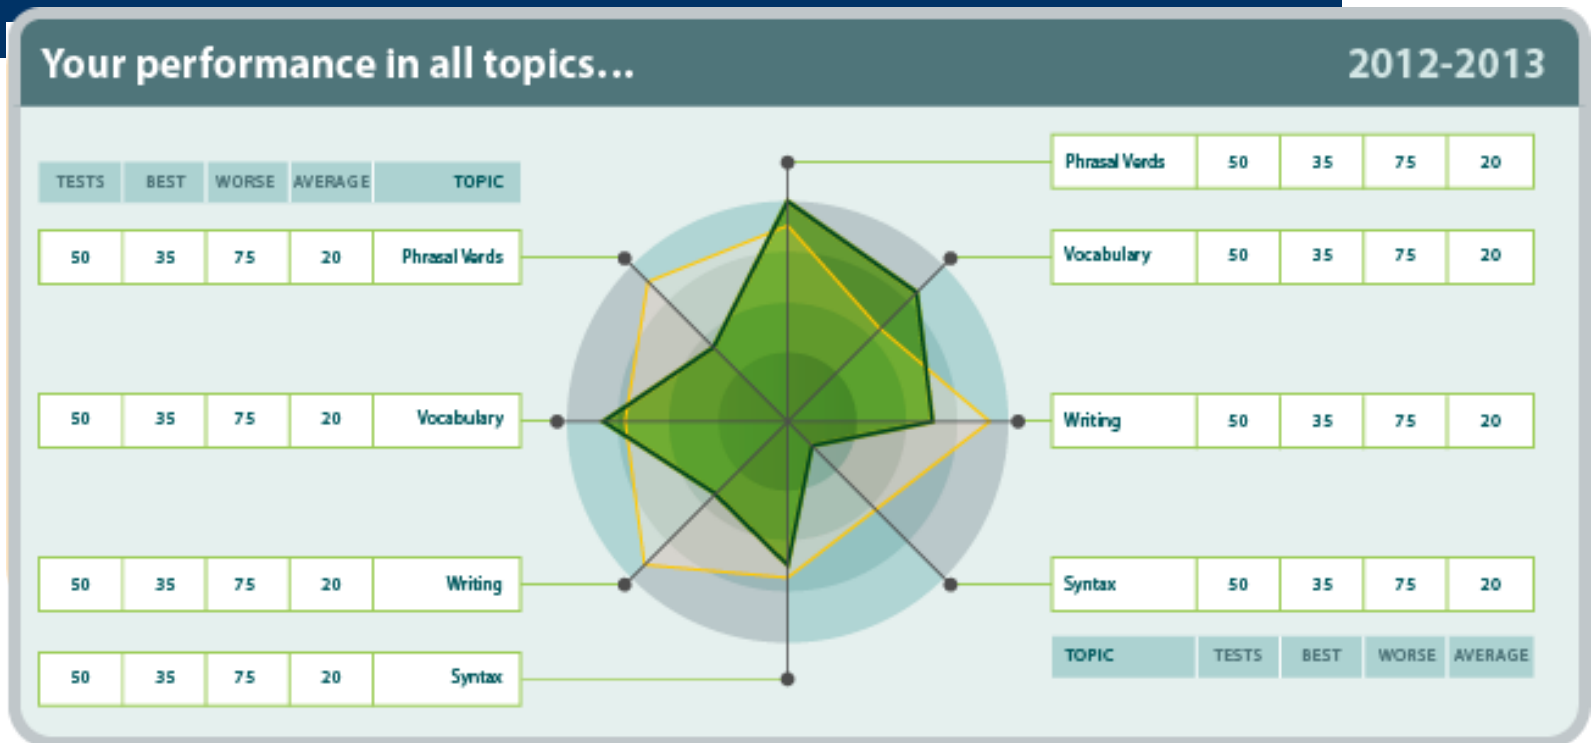 Your performance in all topics... 2012-2013
TESTS BEST WORSE AVERAGE TOPIC
50 35 75 20 Phrasal Verds
50 35 75 20 Vocabulary
50 35 75 20 Writing
50 35 75 20 Syntax
Phrasal Verds 50 35 75 20
Vocabulary 50 35 75 20
Writing 50 35 75 20
Syntax 50 35 75 20
TOPIC TESTS BEST WORSE AVERAGE